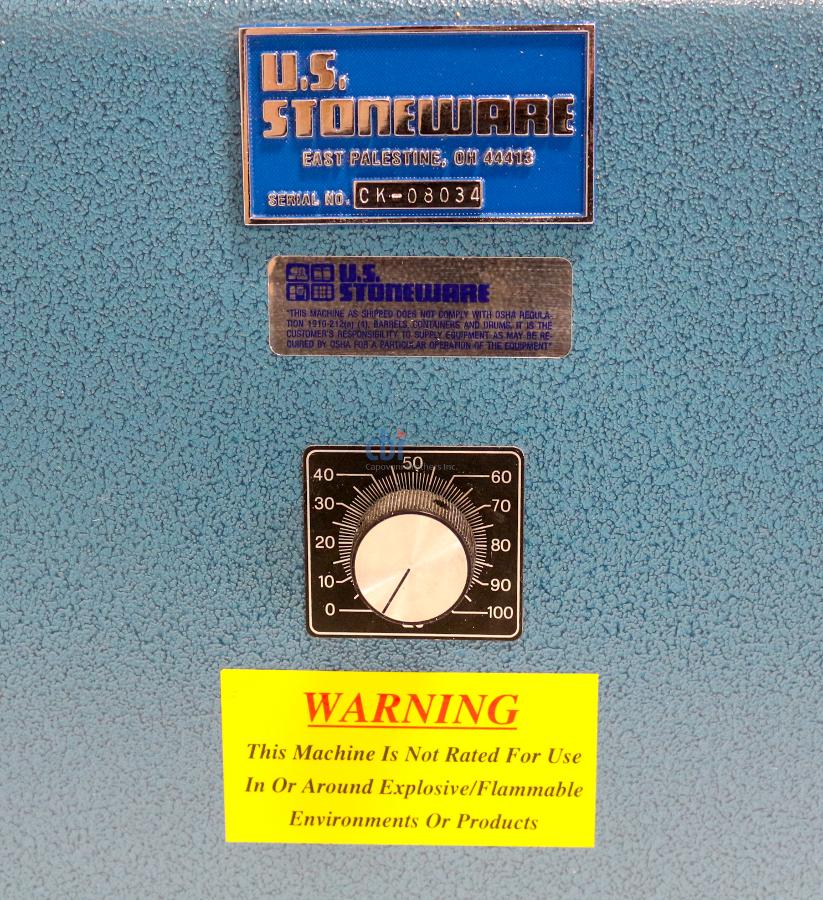 U.S.
STONEWARE
EAST PALESTINE, OH 44413
SERIAL NO. CK-08034
U.S.
STONEWARE
"THIS MACHINE AS SHIPPED DOES NOT COMPLY WITH OSHA REGULA-
TION 1910-212(a) (4), BARRELS, CONTAINERS AND DRUMS. IT IS THE
CUSTOMER'S RESPONSIBILITY TO SUPPLY EQUIPMENT AS MAY BE RE-
QUIRED BY OSHA FOR A PARTICULAR OPERATION OF THE EQUIPMENT"
cbi
Capovani Brothers Inc.
50
40 60
30 70
20 80
10 90
0 100
WARNING
This Machine Is Not Rated For Use
In Or Around Explosive/Flammable
Environments Or Products